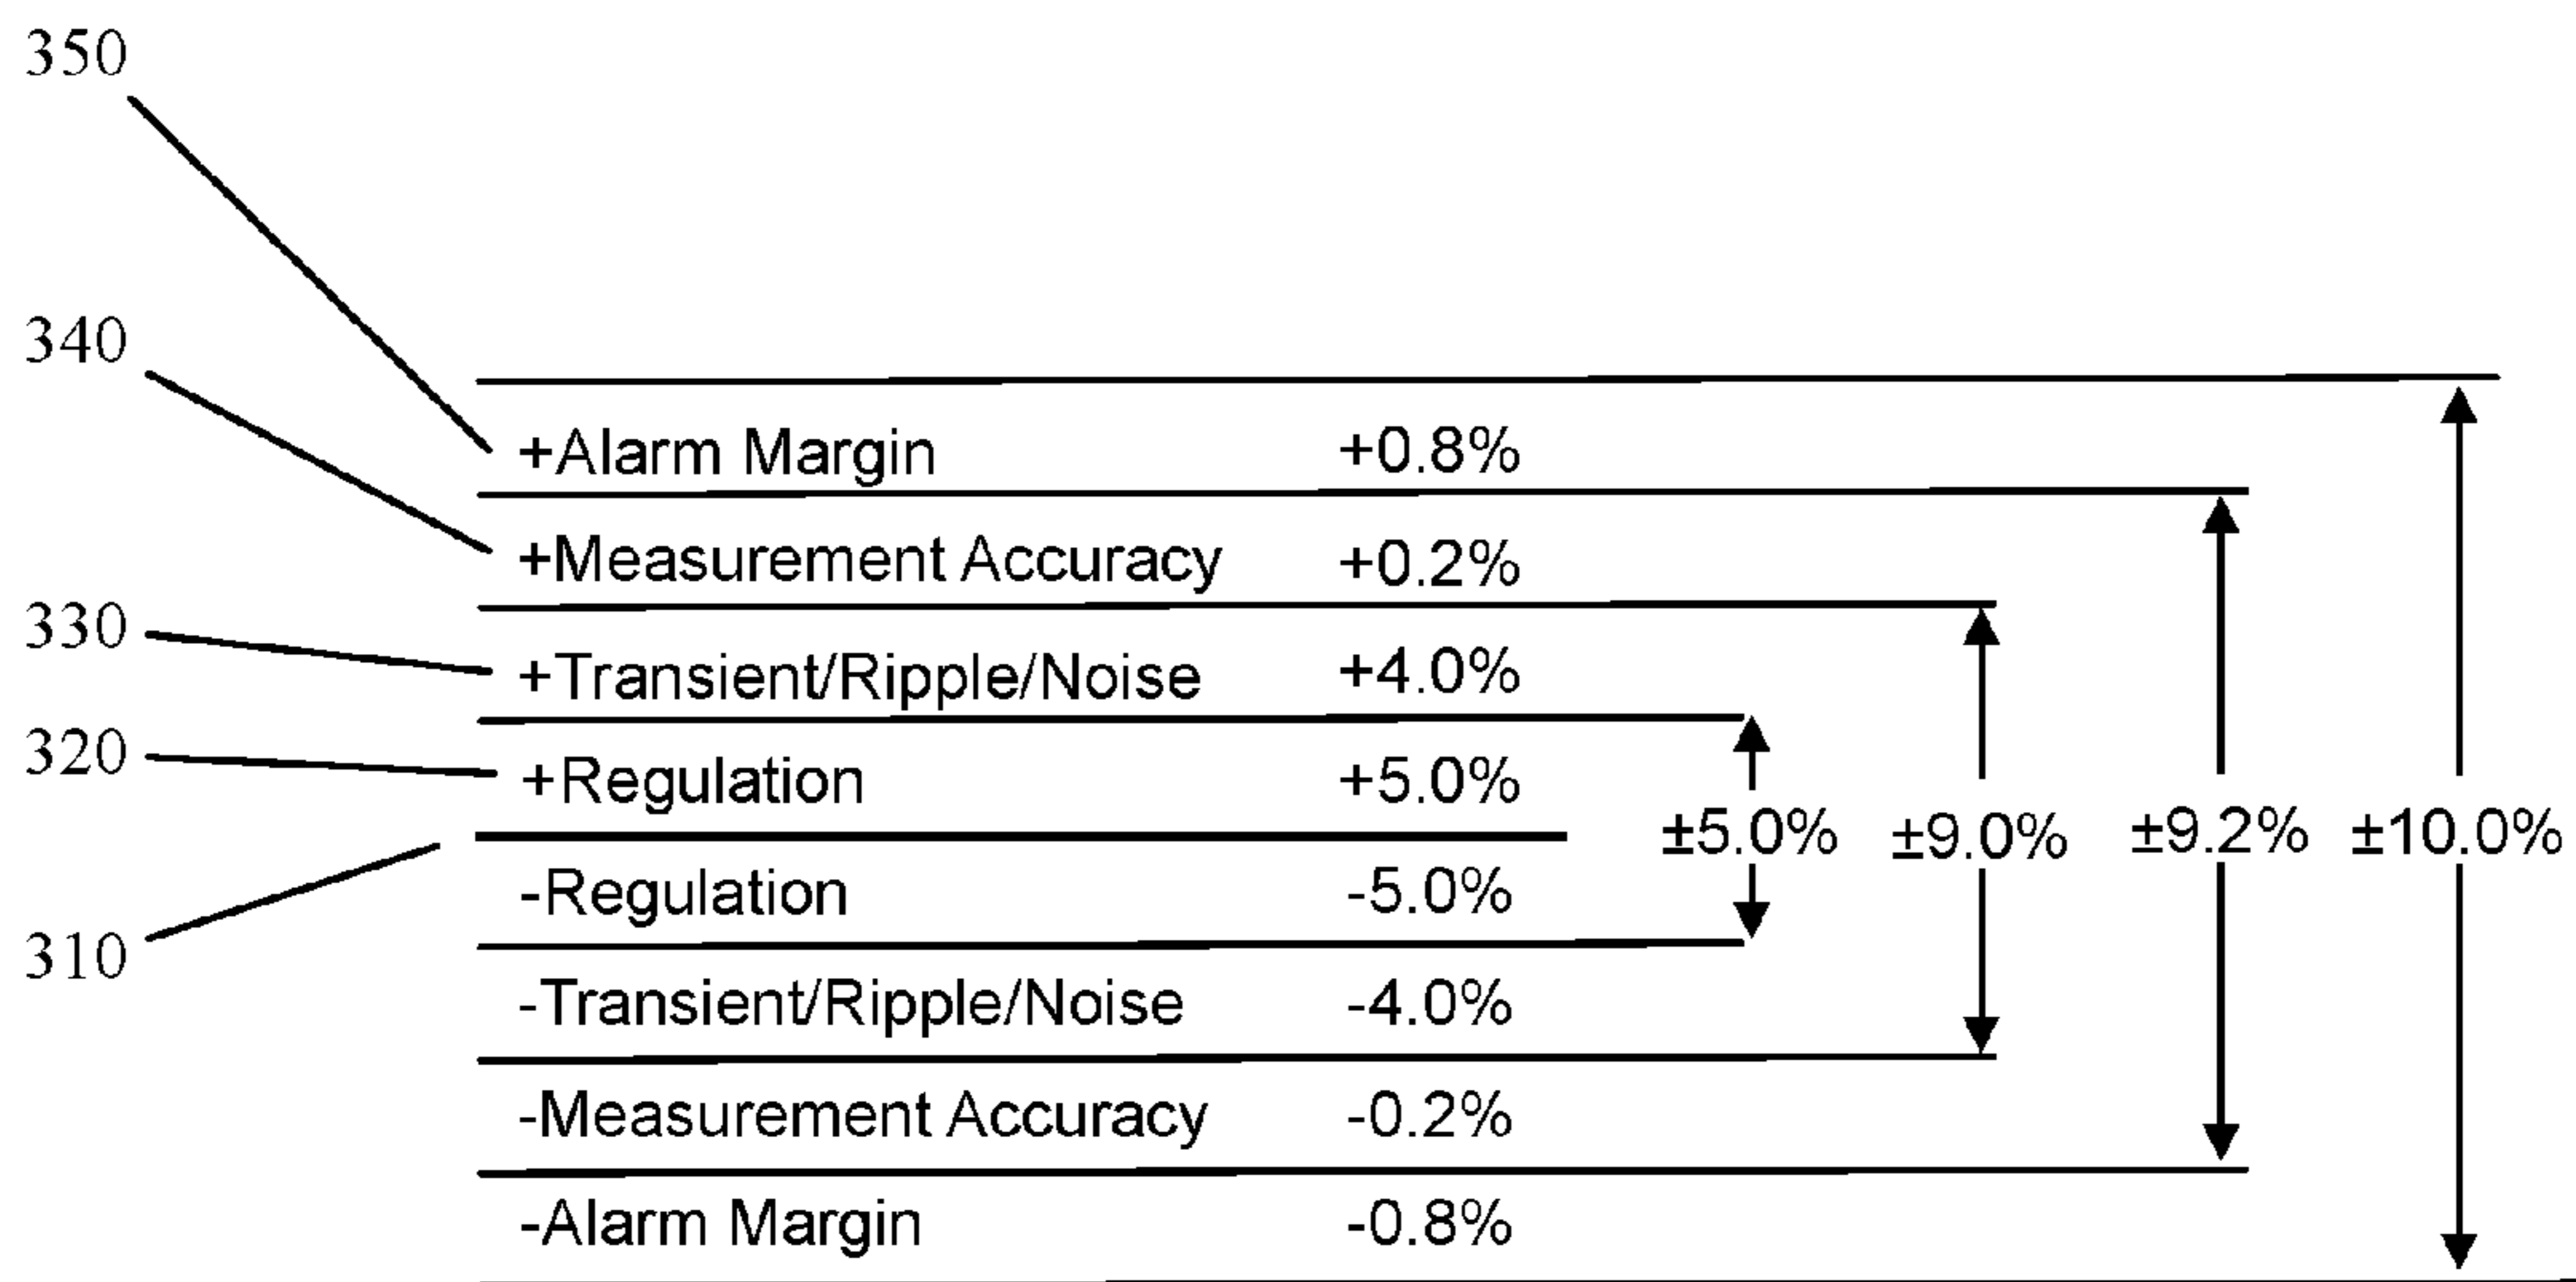 350
340
330
320
310
+Alarm Margin +0.8%
+Measurement Accuracy +0.2%
+Transient/Ripple/Noise +4.0%
+Regulation +5.0%
±5.0% ±9.0% ±9.2% ±10.0%
-Regulation -5.0%
-Transient/Ripple/Noise -4.0%
-Measurement Accuracy -0.2%
-Alarm Margin -0.8%